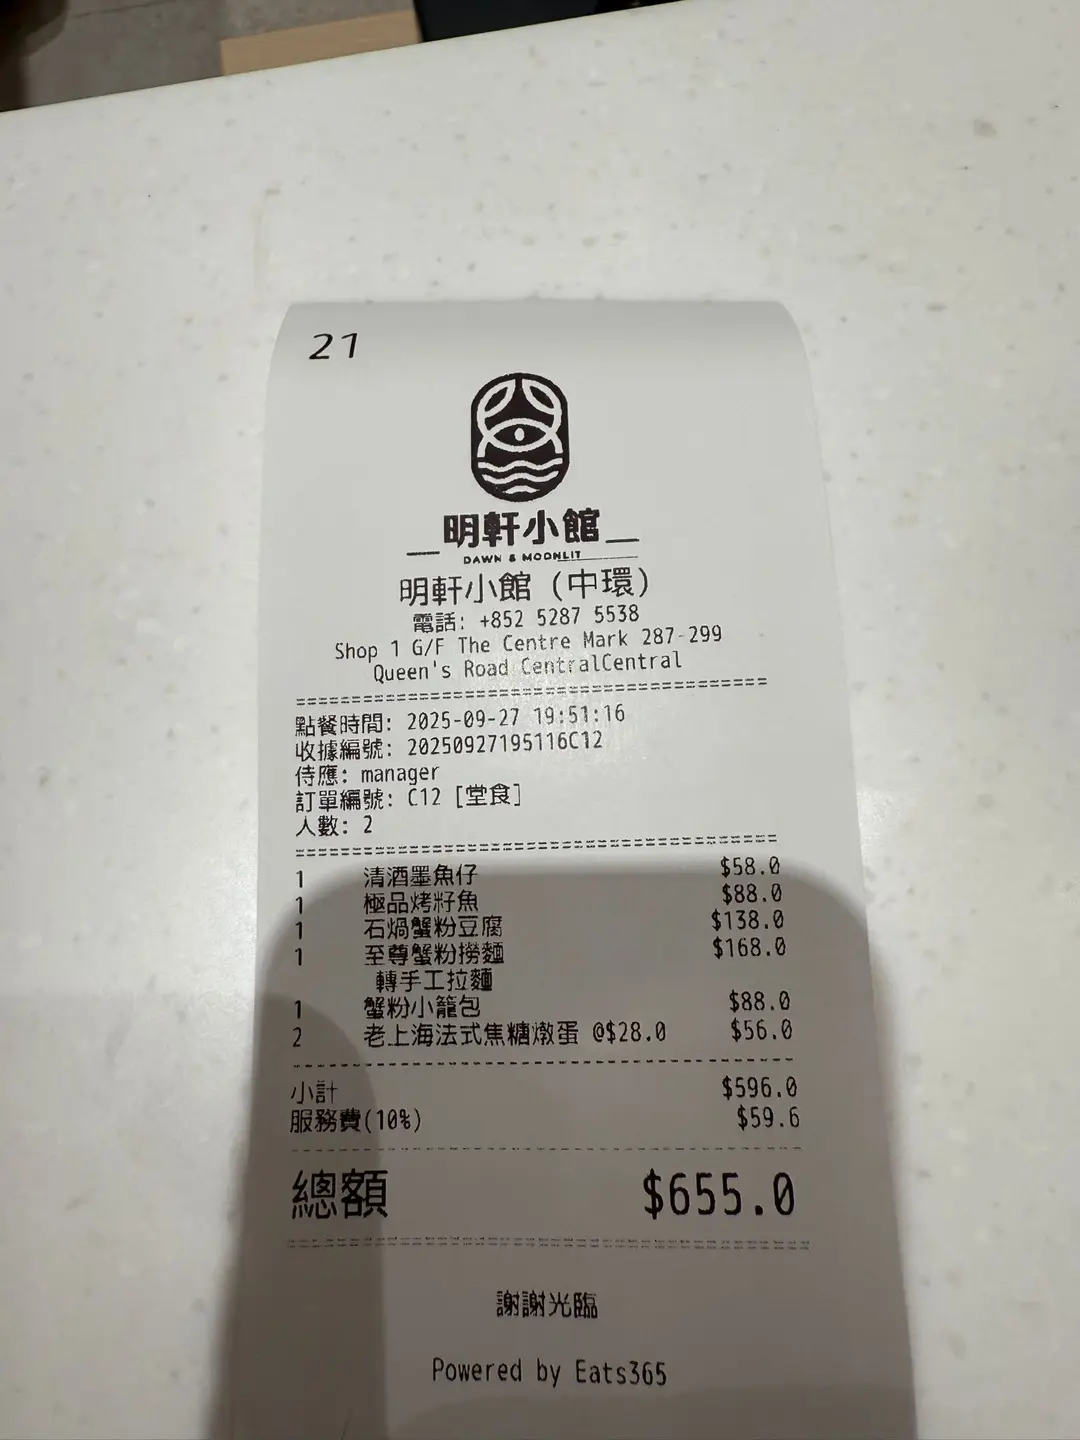 21
明軒小館
DAWN & MOONLIT
明軒小館 (中環)
電話: +852 5287 5538
Shop 1 G/F The Centre Mark 287-299
Queen's Road CentralCentral
點餐時間: 2025-09-27 19:51:16
收據編號: 20250927195116C12
侍應: manager
訂單編號: C12 [堂食]
人數: 2
1 清酒墨魚仔 $58.0
1 極品烤籽魚 $88.0
1 石煱蟹粉豆腐 $138.0
1 至尊蟹粉撈麵 $168.0
轉手工拉麵
1 蟹粉小籠包 $88.0
2 老上海法式焦糖燉蛋 @$28.0 $56.0
小計 $596.0
服務費(10%) $59.6
總額 $655.0
謝謝光臨
Powered by Eats365